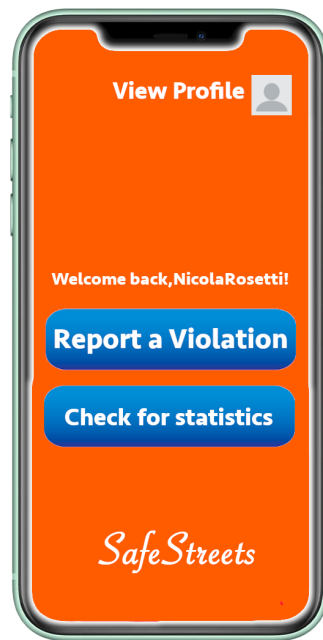 View Profile
Welcome back,NicolaRosetti!
Report a Violation
Check for statistics
SafeStreets